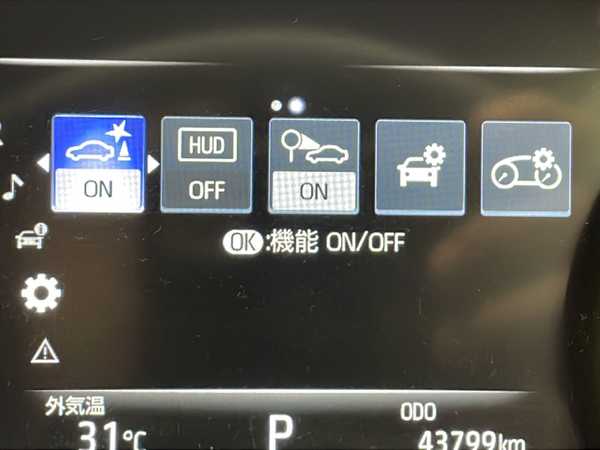 ON
HUD
OFF
ON
OK:機能 ON/OFF
外気温
31℃
P
ODO
43799km